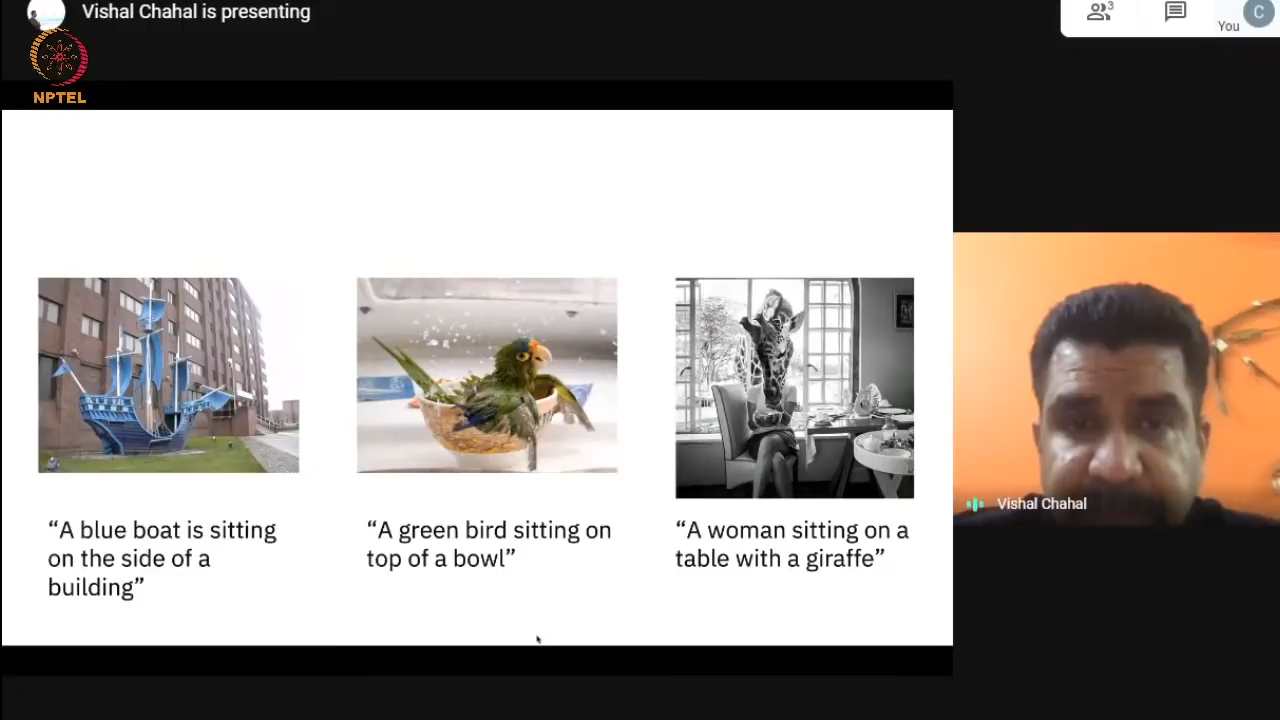 Vishal Chahal is presenting
3
You
C
NPTEL
“A blue boat is sitting
on the side of a
building”
“A green bird sitting on
top of a bowl”
“A woman sitting on a
table with a giraffe”
Vishal Chahal